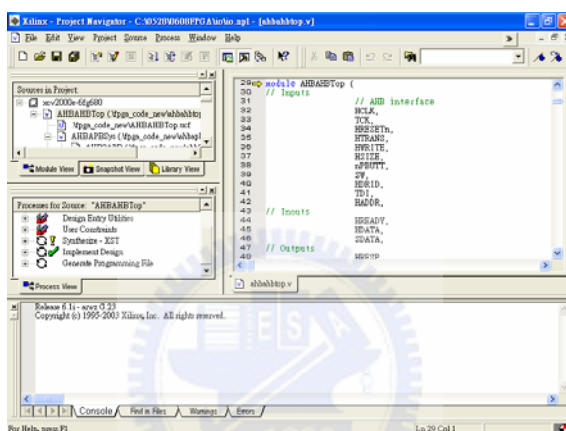 Xilinx - Project Navigator - C:\0528\0608FPGA\io\io.npl - [ahbahbtop.v]
File Edit View Project Source Process Window Help
Sources in Project:
xcv2000e-6fg680
AHBAHBTop (\fpga_code_new\ahbahbtop
\fpga_code_new\AHBAHBTop.ucf
Module View
Snapshot View
Library View
Processes for Source: "AHBAHBTop"
Design Entry Utilities
User Constraints
Synthesize - XST
Implement Design
Generate Programming File
Process View
29 module AHBAHBTop (
30 // Inputs
31 // AHB interface
32 HCLK,
33 TCK,
34 HRESETn,
35 HTRANS,
36 HWRITE,
37 HSIZE,
38 nPBUTT,
39 SW,
40 HDRID,
41 TDI,
42 HADDR,
43 // Inouts
44 HREADY,
45 HDATA,
46 SDATA,
47 // Outputs
48 HRESP
ahbahbtop.v
Release 6.1i - xrwz G.23
Copyright (c) 1995-2003 Xilinx, Inc. All rights reserved.
Console
Find in Files
Warnings
Errors
For Help, press F1
Ln 29 Col 1